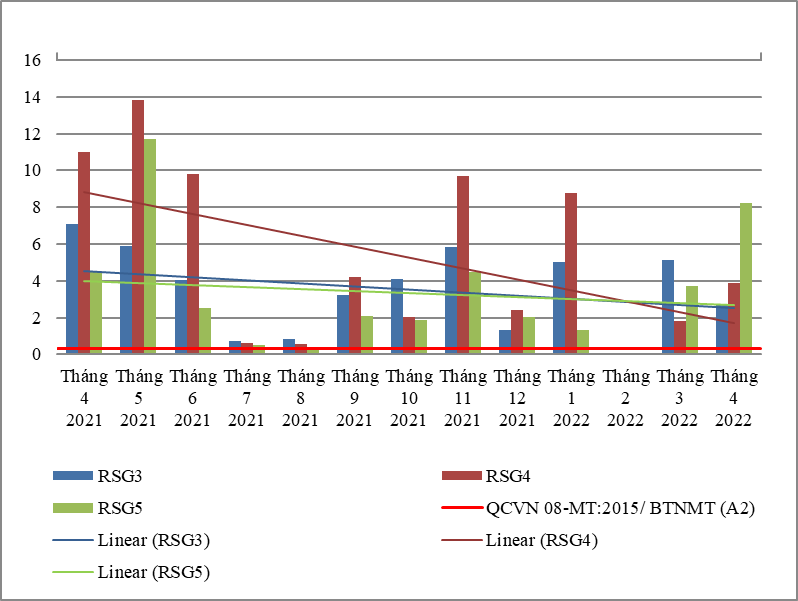 16
14
12
10
8
6
4
2
0
Tháng Tháng Tháng Tháng Tháng Tháng Tháng Tháng Tháng Tháng Tháng Tháng Tháng
4 5 6 7 8 9 10 11 12 1 2 3 4
2021 2021 2021 2021 2021 2021 2021 2021 2021 2022 2022 2022 2022
RSG3 RSG4
RSG5 QCVN 08-MT:2015/ BTNMT (A2)
Linear (RSG3) Linear (RSG4)
Linear (RSG5)